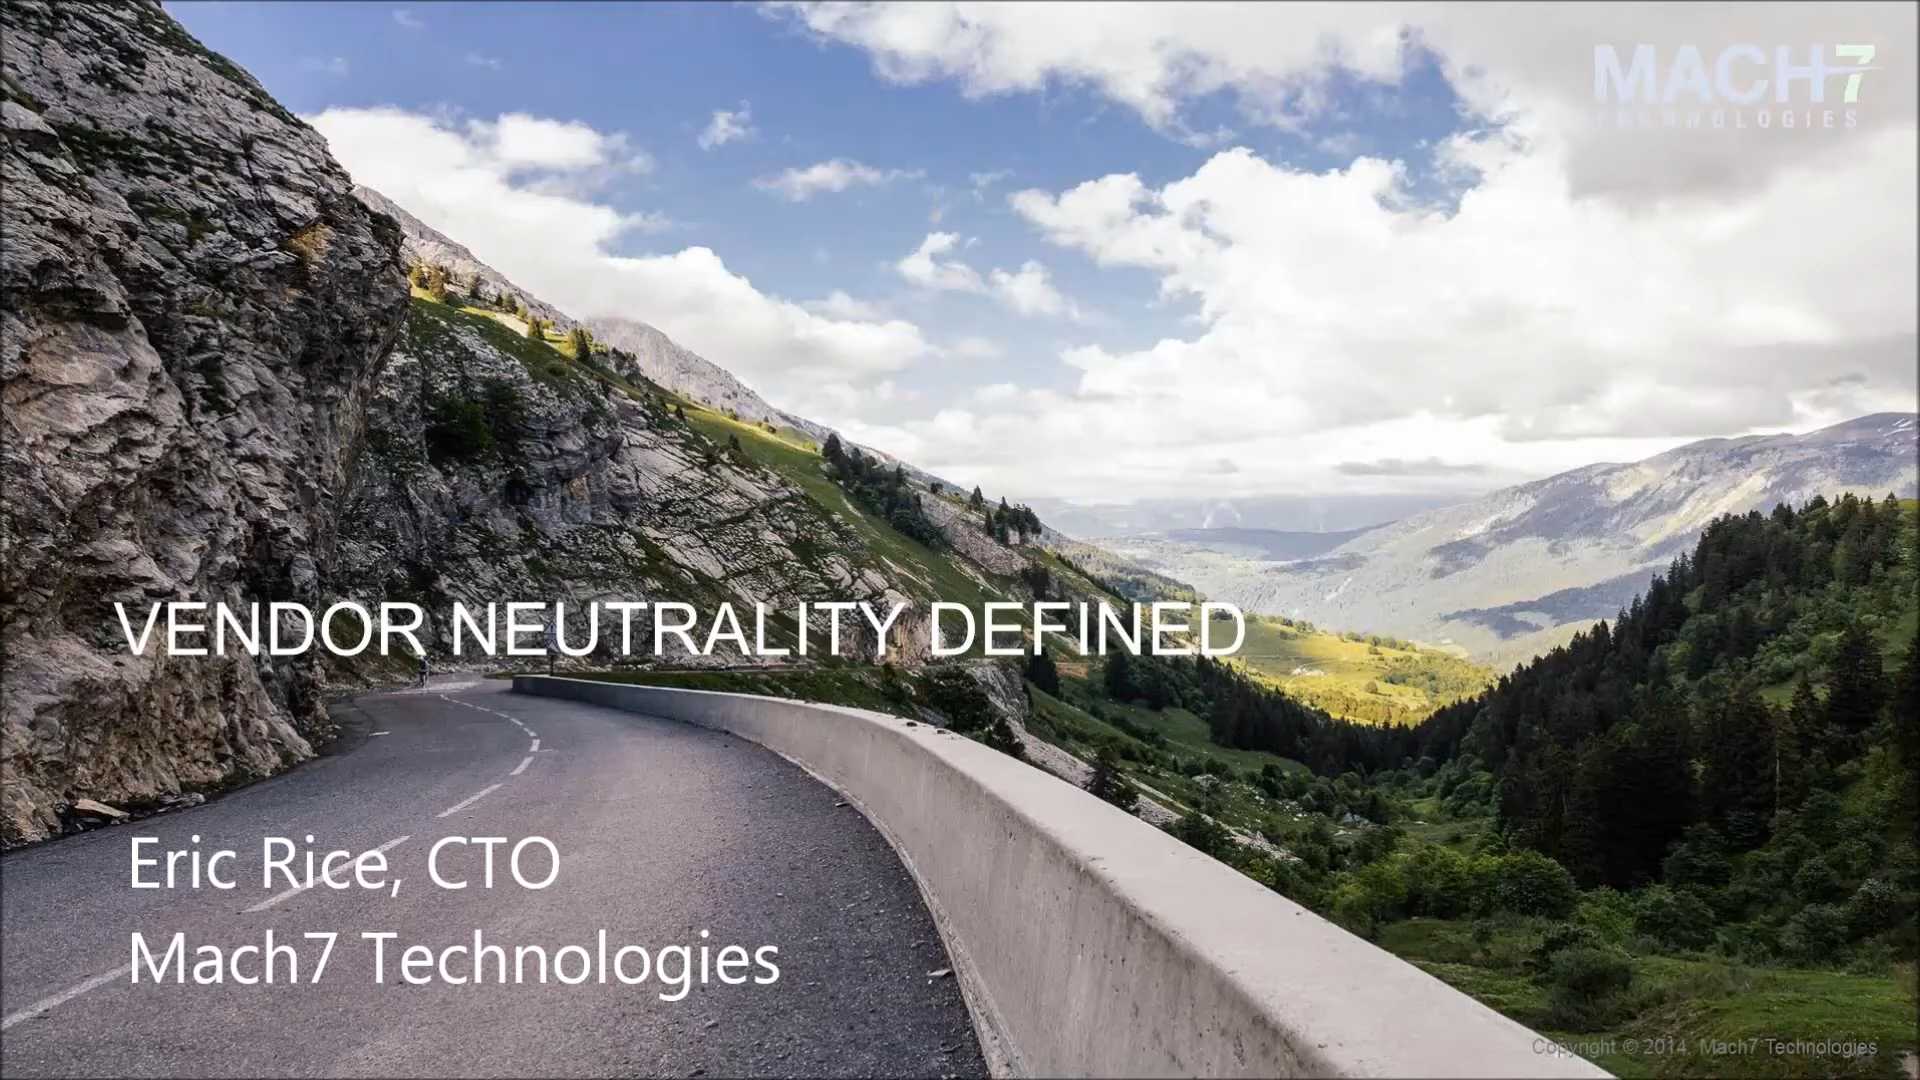 MACH7
TECHNOLOGIES
VENDOR NEUTRALITY DEFINED
Eric Rice, CTO
Mach7 Technologies
Copyright © 2014. Mach7 Technologies